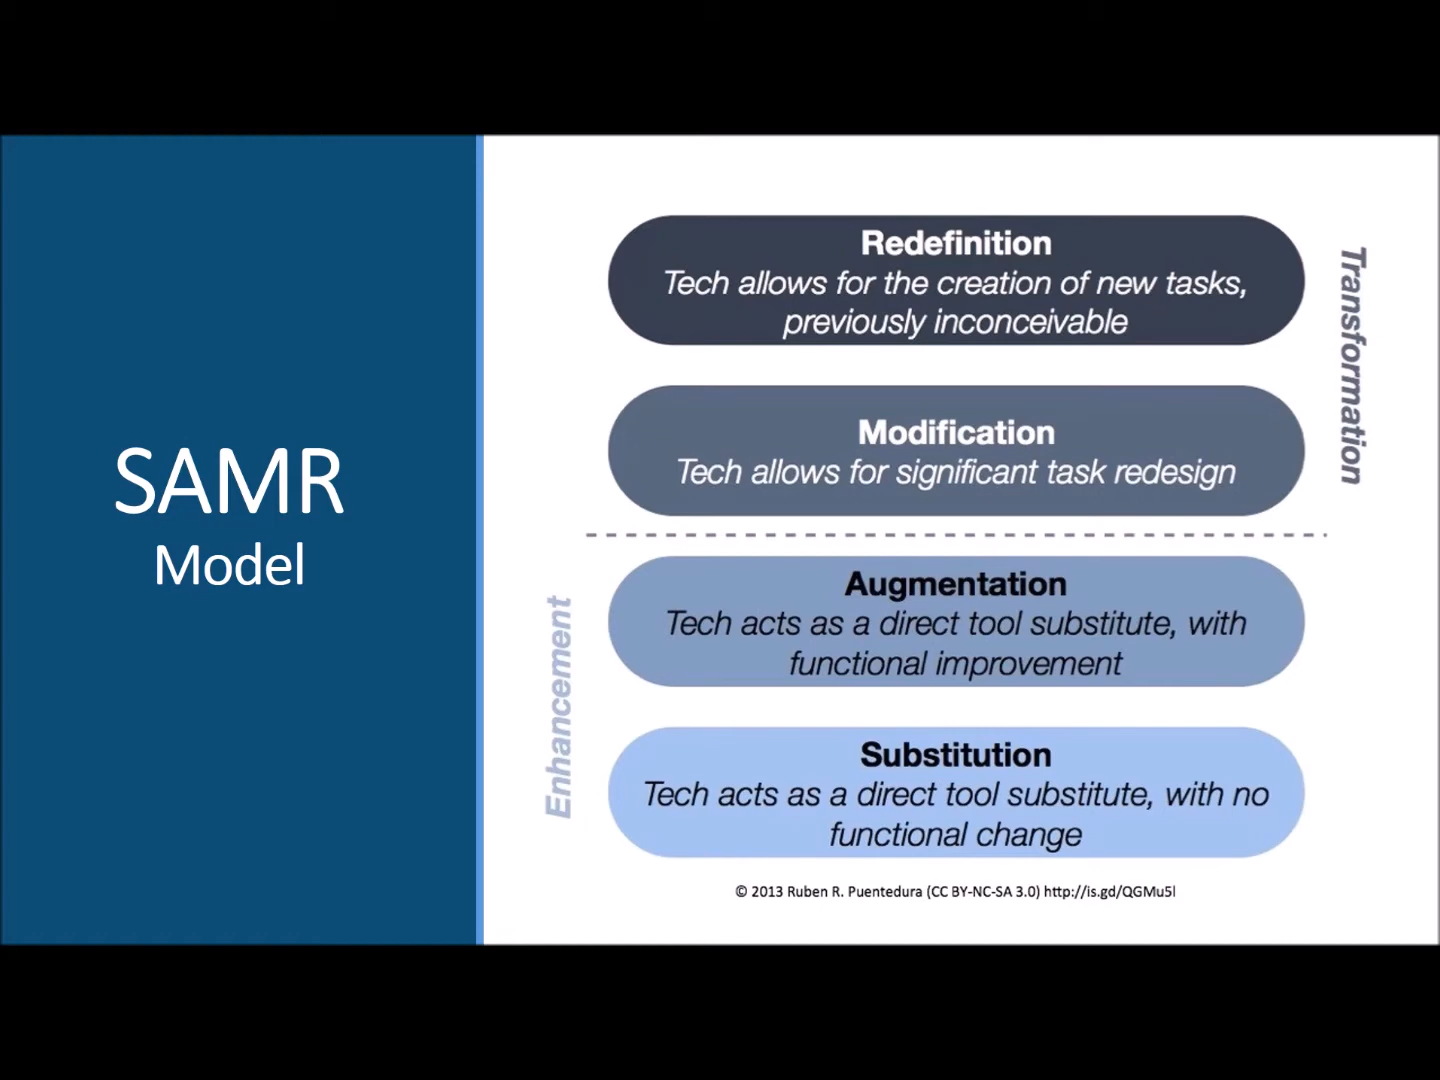 SAMR
Model
Redefinition
Tech allows for the creation of new tasks,
previously inconceivable
Modification
Tech allows for significant task redesign
Transformation
Augmentation
Tech acts as a direct tool substitute, with
functional improvement
Substitution
Tech acts as a direct tool substitute, with no
functional change
Enhancement
© 2013 Ruben R. Puentedura (CC BY-NC-SA 3.0) http://is.gd/QGMu5l